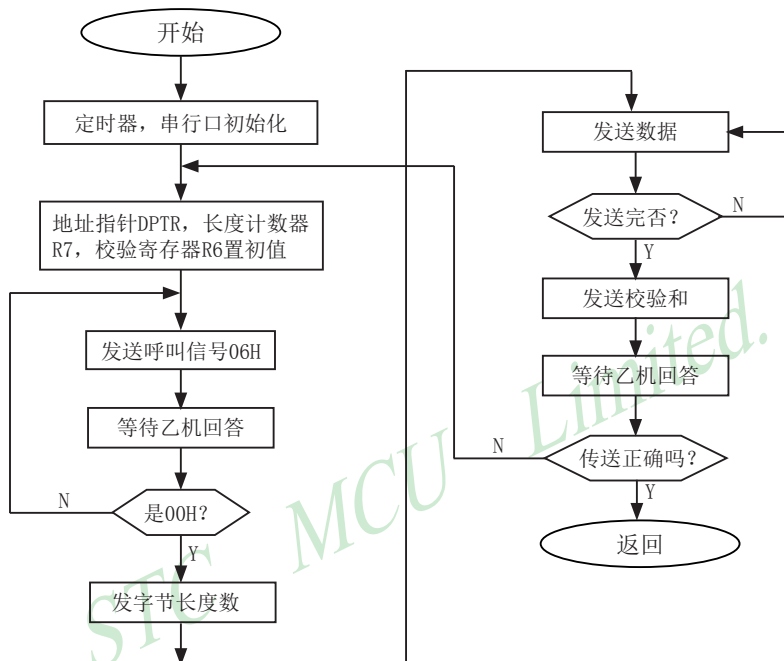 开始
定时器，串行口初始化
地址指针DPTR，长度计数器
R7，校验寄存器R6置初值
发送呼叫信号06H
等待乙机回答
是00H？
N
Y
发字节长度数
发送数据
发送完否？
N
Y
发送校验和
等待乙机回答
传送正确吗？
N
Y
返回
STC MCU Limited.